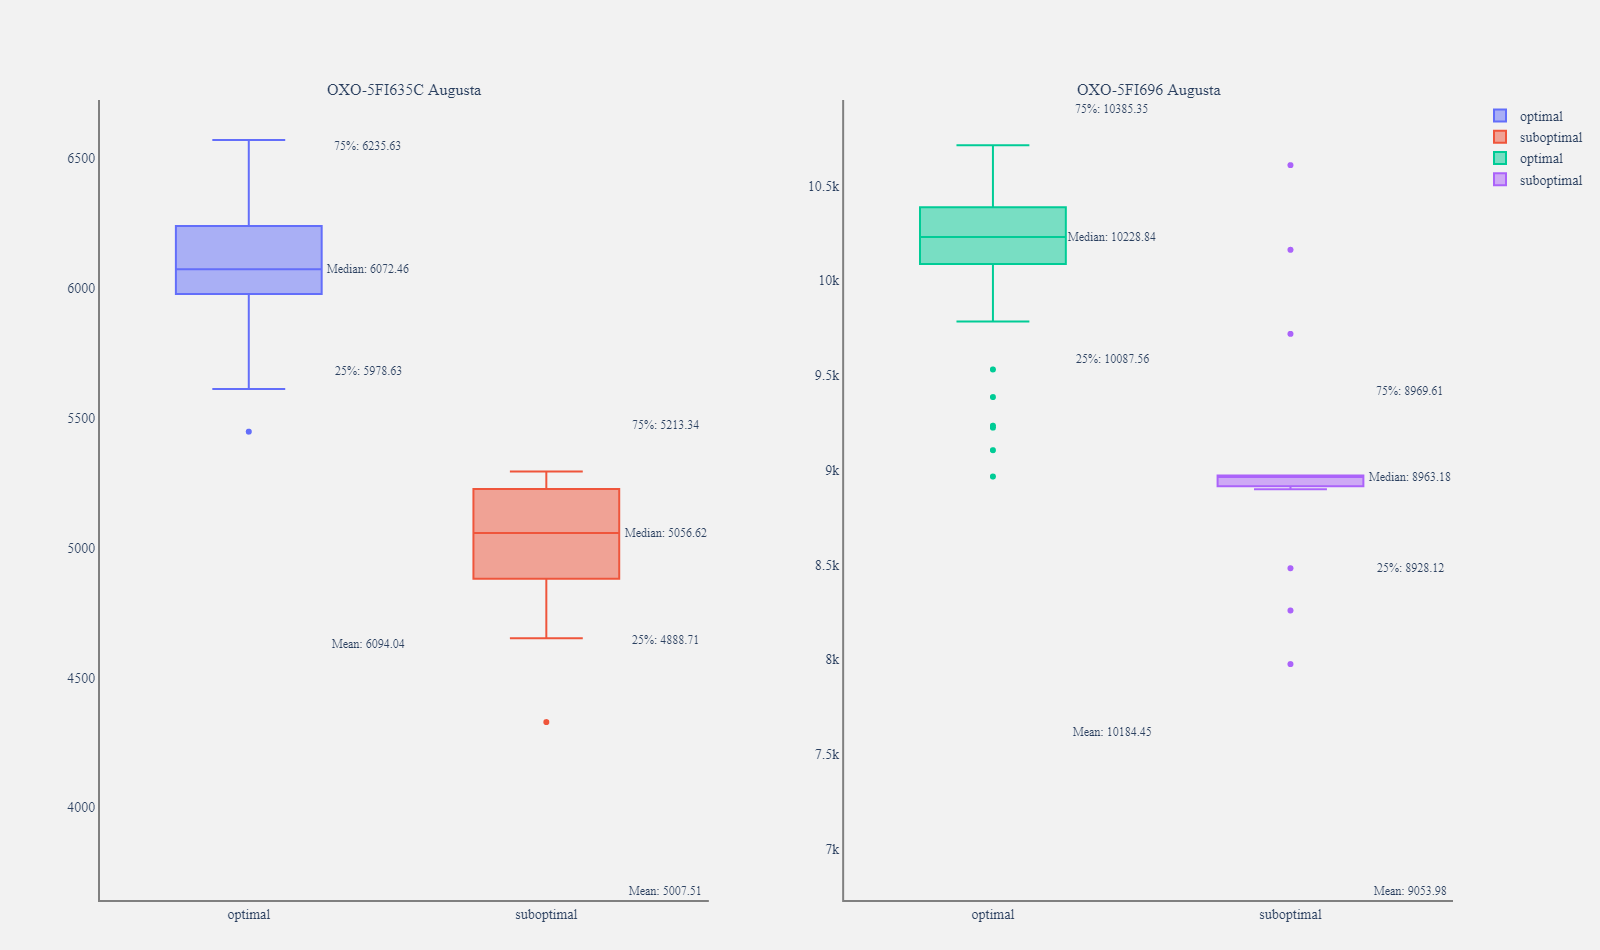 OXO-5FI635C Augusta
6500
6000
5500
5000
4500
4000
75%: 6235.63
Median: 6072.46
25%: 5978.63
Mean: 6094.04
75%: 5213.34
Median: 5056.62
25%: 4888.71
Mean: 5007.51
optimal
suboptimal
OXO-5FI696 Augusta
10.5k
10k
9.5k
9k
8.5k
8k
7.5k
7k
75%: 10385.35
Median: 10228.84
25%: 10087.56
Mean: 10184.45
75%: 8969.61
Median: 8963.18
25%: 8928.12
Mean: 9053.98
optimal
suboptimal
optimal
suboptimal
optimal
suboptimal